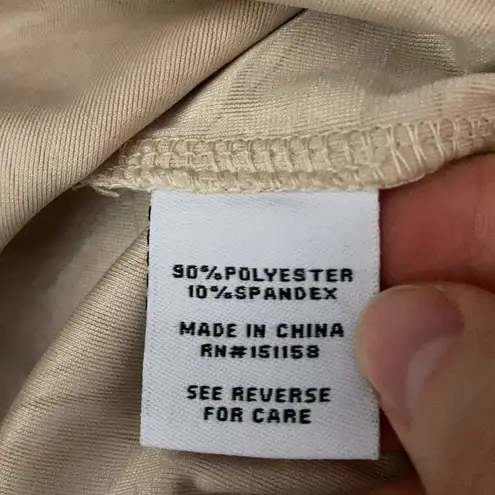 90%POLYESTER
10%SPANDEX
MADE IN CHINA
RN#151158
SEE REVERSE
FOR CARE